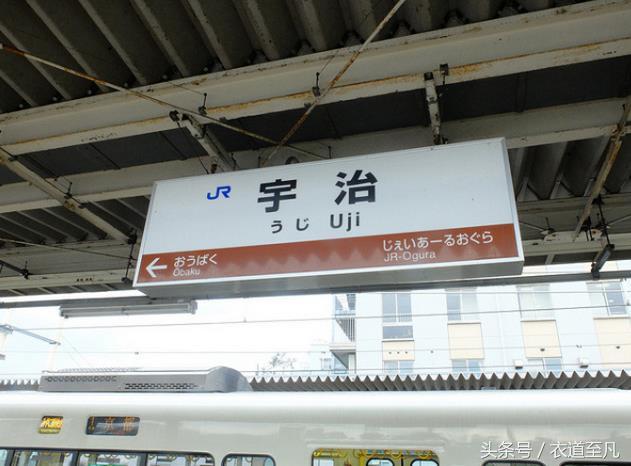 JR 宇治
うじ Uji
おうばく
Obaku
じぇいあーるおぐら
JR-Ogura
京都
头条号 / 衣道至凡